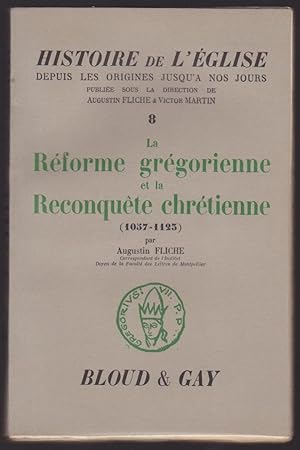 HISTOIRE DE L'ÉGLISE
DEPUIS LES ORIGINES JUSQU'A NOS JOURS
PUBLIÉE SOUS LA DIRECTION DE
AUGUSTIN FLICHE & VICTOR MARTIN
8
La
Réforme grégorienne
et la
Reconquête chrétienne
(1057-1123)
par
Augustin FLICHE
Correspondant de l'Institut
Doyen de la Faculté des Lettres de Montpellier
GREGORIVS. VII. P.P.
BLOUD & GAY